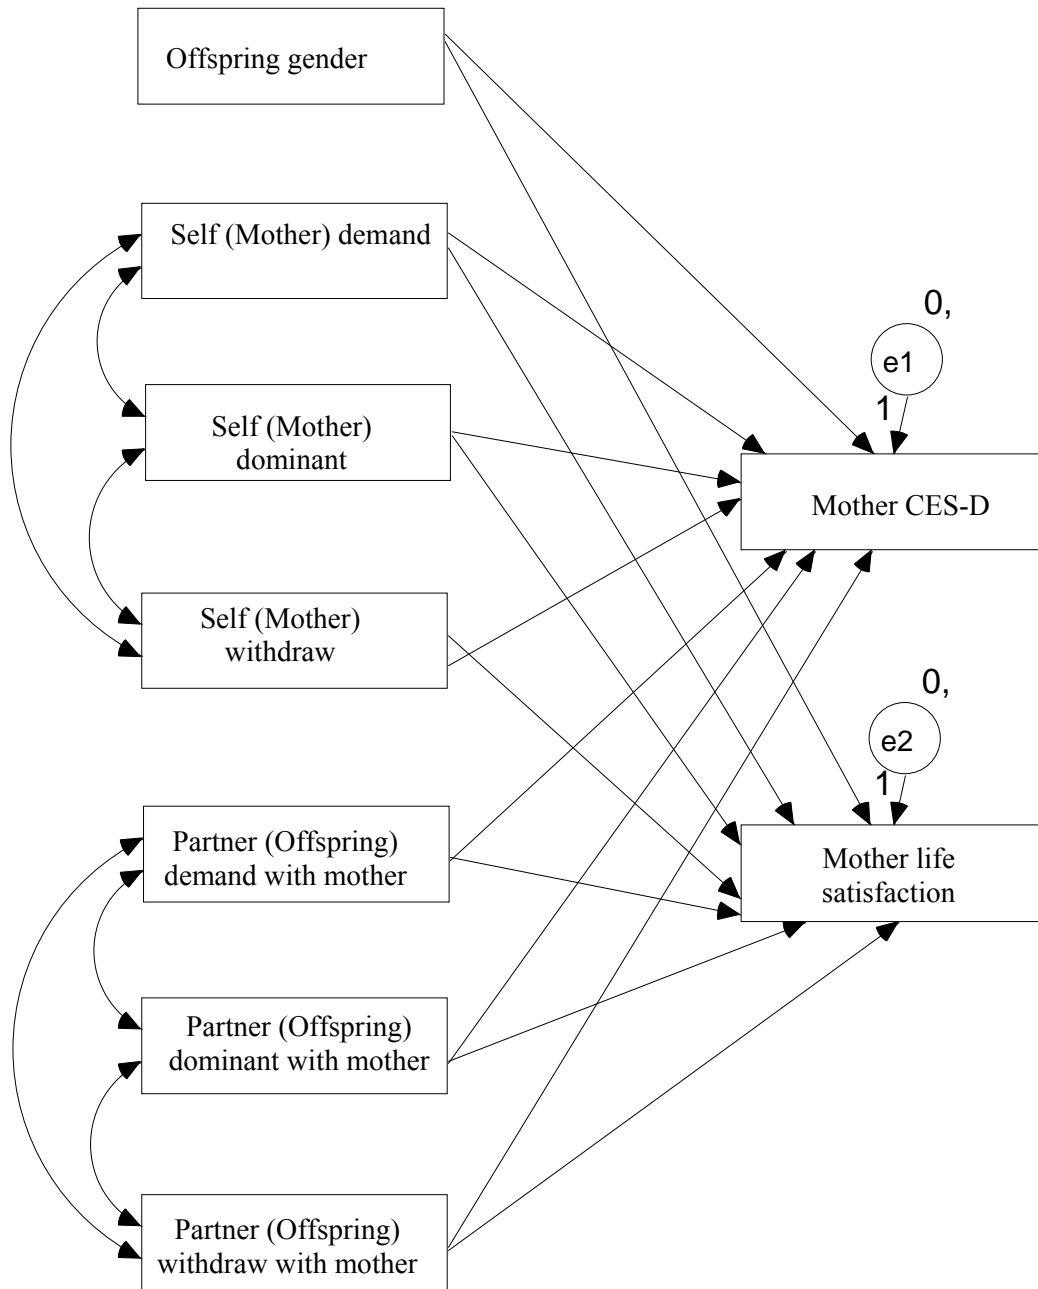 Offspring gender
Self (Mother) demand
Self (Mother)
dominant
Self (Mother)
withdraw
Partner (Offspring)
demand with mother
Partner (Offspring)
dominant with mother
Partner (Offspring)
withdraw with mother
0,
e1
1
Mother CES-D
0,
e2
1
Mother life
satisfaction